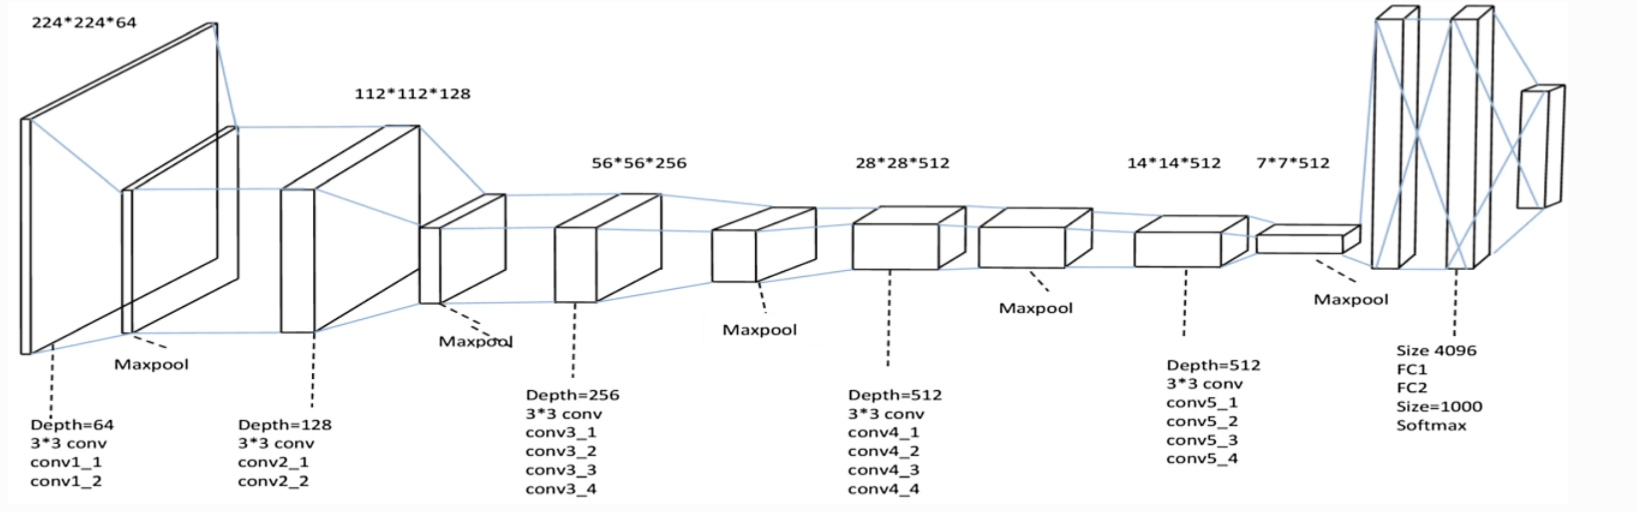 224*224*64
112*112*128
56*56*256
28*28*512
14*14*512
7*7*512
Maxpool
Maxpool
Maxpool
Maxpool
Maxpool
Depth=64
3*3 conv
conv1_1
conv1_2
Depth=128
3*3 conv
conv2_1
conv2_2
Depth=256
3*3 conv
conv3_1
conv3_2
conv3_3
conv3_4
Depth=512
3*3 conv
conv4_1
conv4_2
conv4_3
conv4_4
Depth=512
3*3 conv
conv5_1
conv5_2
conv5_3
conv5_4
Size 4096
FC1
FC2
Size=1000
Softmax